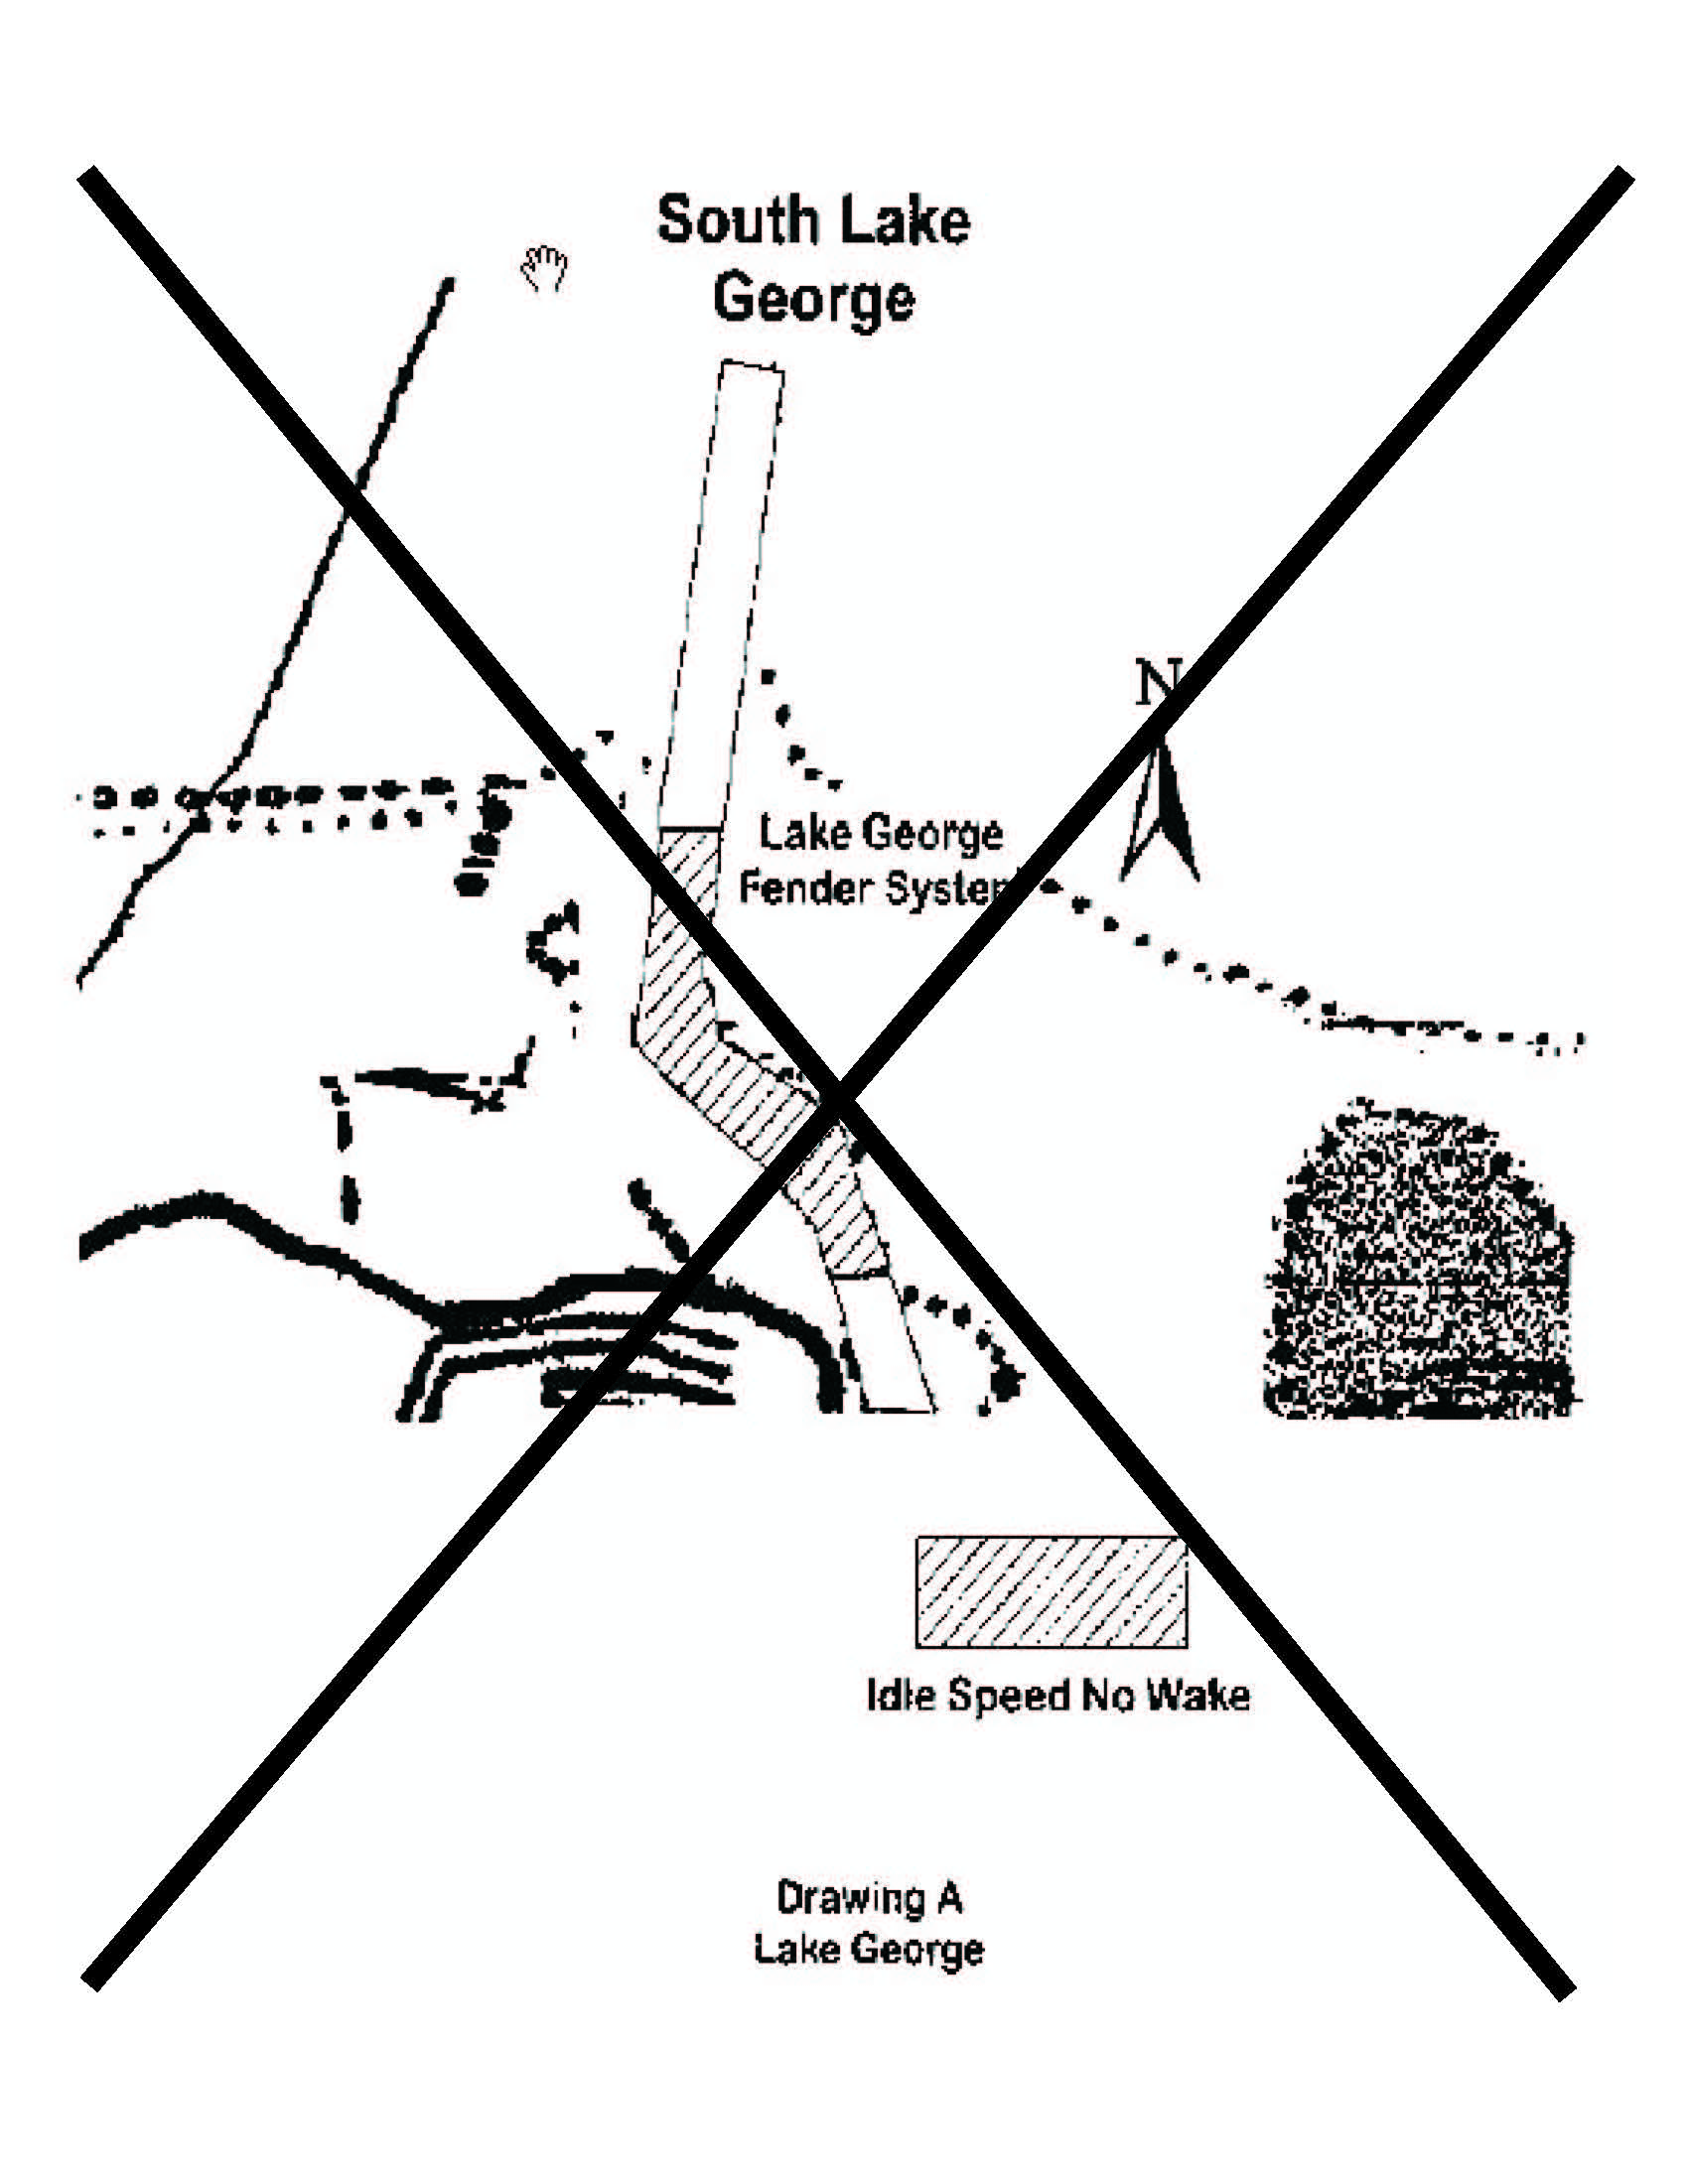 South Lake
George
N
Lake George
Fender System
Idle Speed No Wake
Drawing A
Lake George